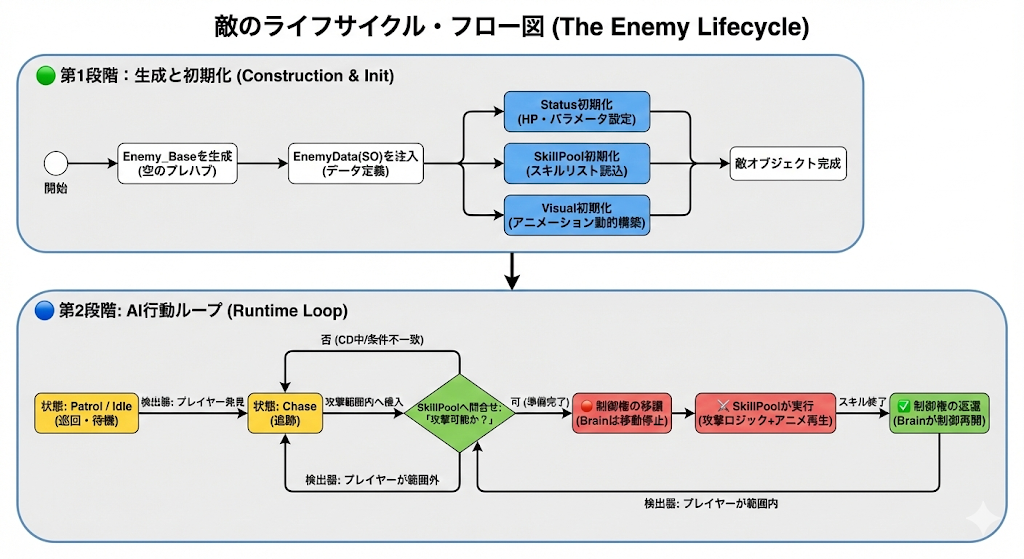 敵のライフサイクル・フロー図 (The Enemy Lifecycle)
第1段階：生成と初期化 (Construction & Init)
開始
Enemy_Baseを生成
(空のプレハブ)
EnemyData(SO)を注入
(データ定義)
Status初期化
(HP・パラメータ設定)
SkillPool初期化
(スキルリスト読込)
Visual初期化
(アニメーション動的構築)
敵オブジェクト完成
第2段階: AI行動ループ (Runtime Loop)
否 (CD中/条件不一致)
状態: Patrol / Idle
(巡回・待機)
検出器: プレイヤー発見
状態: Chase
(追跡)
攻撃範囲内へ侵入
SkillPoolへ問合せ:
「攻撃可能か？」
可 (準備完了)
制御権の移譲
(Brainは移動停止)
SkillPoolが実行
(攻撃ロジック+アニメ再生)
スキル終了
制御権の返還
(Brainが制御再開)
検出器: プレイヤーが範囲外
検出器: プレイヤーが範囲内